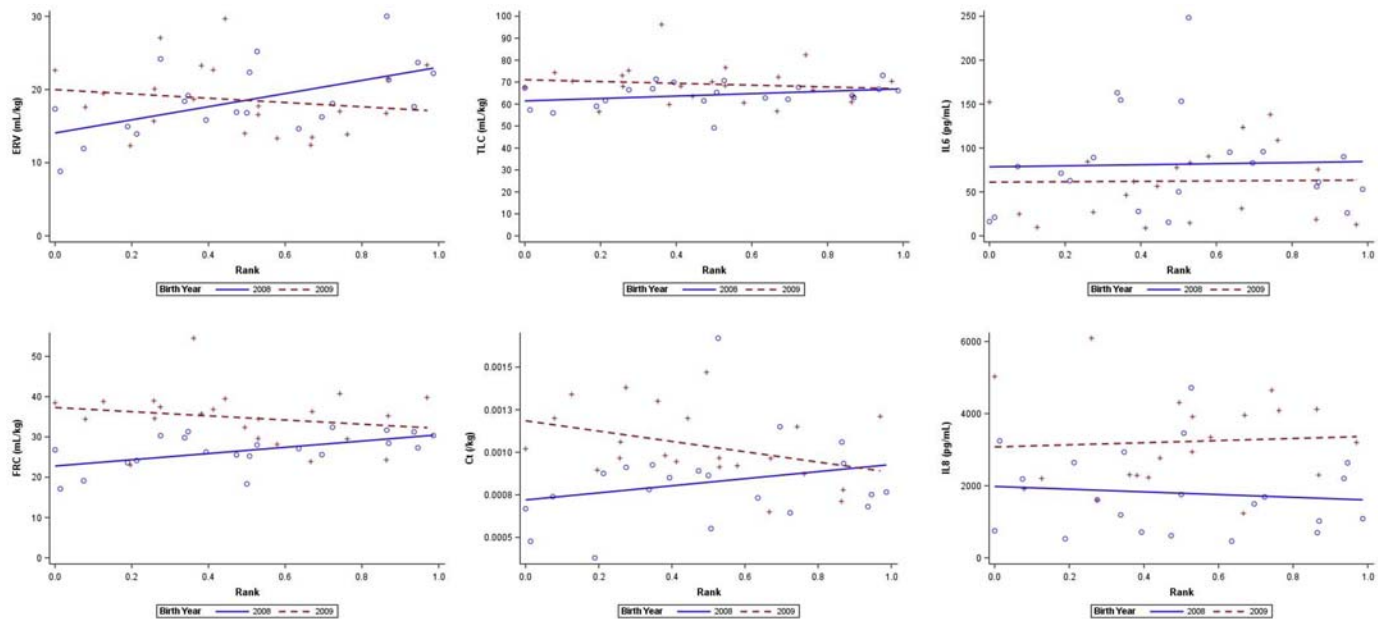 30
20
10
0
ERV (mL/kg)
0.0 0.2 0.4 0.6 0.8 1.0
Rank
Birth Year 2008 2009
100
90
80
70
60
50
40
30
20
10
0
TLC (mL/kg)
0.0 0.2 0.4 0.6 0.8 1.0
Rank
Birth Year 2008 2009
250
200
150
100
50
0
IL6 (pg/mL)
0.0 0.2 0.4 0.6 0.8 1.0
Rank
Birth Year 2008 2009
50
40
30
20
10
0
FRC (mL/kg)
0.0 0.2 0.4 0.6 0.8 1.0
Rank
Birth Year 2008 2009
0.0015
0.0013
0.0010
0.0008
0.0005
Ct (/kg)
0.0 0.2 0.4 0.6 0.8 1.0
Rank
Birth Year 2008 2009
6000
4000
2000
0
IL8 (pg/mL)
0.0 0.2 0.4 0.6 0.8 1.0
Rank
Birth Year 2008 2009